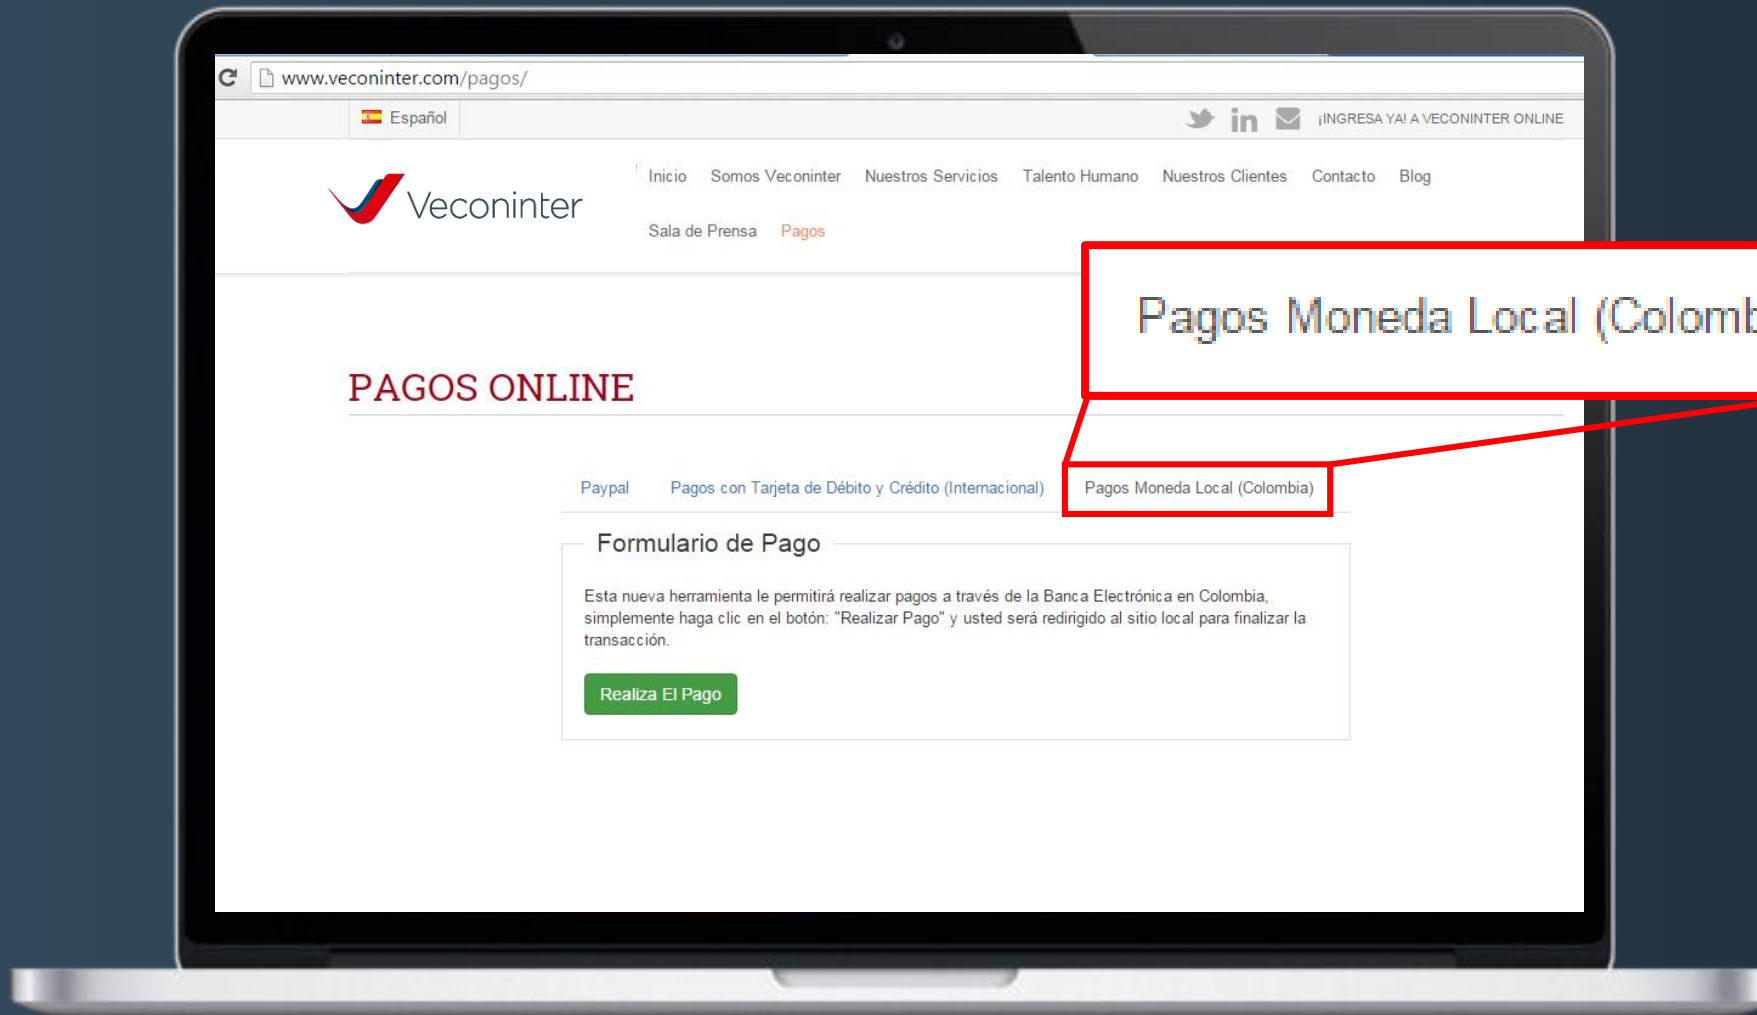 www.veconinter.com/pagos/
Español
¡INGRESA YA! A VECONINTER ONLINE
Veconinter
Inicio Somos Veconinter Nuestros Servicios Talento Humano Nuestros Clientes Contacto Blog
Sala de Prensa Pagos
Pagos Moneda Local (Colomb
PAGOS ONLINE
Paypal Pagos con Tarjeta de Débito y Crédito (Internacional) Pagos Moneda Local (Colombia)
Formulario de Pago
Esta nueva herramienta le permitirá realizar pagos a través de la Banca Electrónica en Colombia,
simplemente haga clic en el botón: "Realizar Pago" y usted será redirigido al sitio local para finalizar la
transacción.
Realiza El Pago